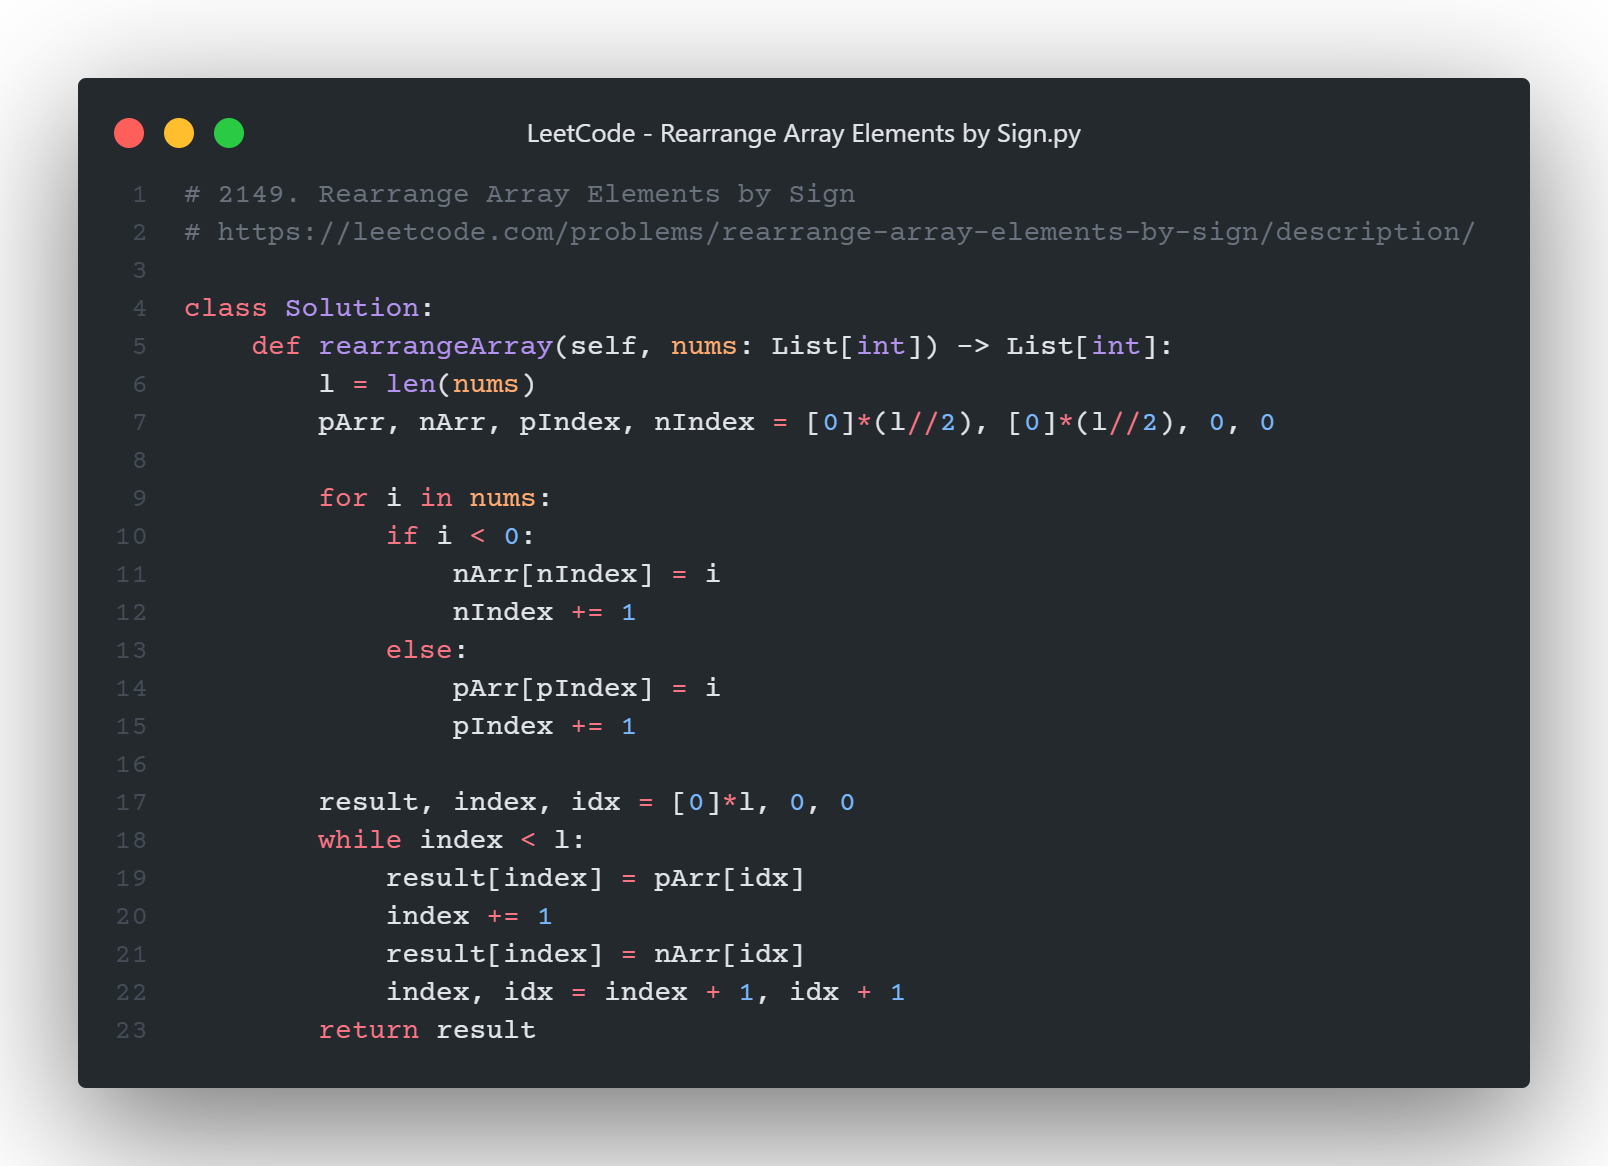 LeetCode - Rearrange Array Elements by Sign.py
1 # 2149. Rearrange Array Elements by Sign
2 # https://leetcode.com/problems/rearrange-array-elements-by-sign/description/
3
4 class Solution:
5     def rearrangeArray(self, nums: List[int]) -> List[int]:
6         l = len(nums)
7         pArr, nArr, pIndex, nIndex = [0]*(l//2), [0]*(l//2), 0, 0
8
9         for i in nums:
10             if i < 0:
11                 nArr[nIndex] = i
12                 nIndex += 1
13             else:
14                 pArr[pIndex] = i
15                 pIndex += 1
16
17         result, index, idx = [0]*l, 0, 0
18         while index < l:
19             result[index] = pArr[idx]
20             index += 1
21             result[index] = nArr[idx]
22             index, idx = index + 1, idx + 1
23         return result